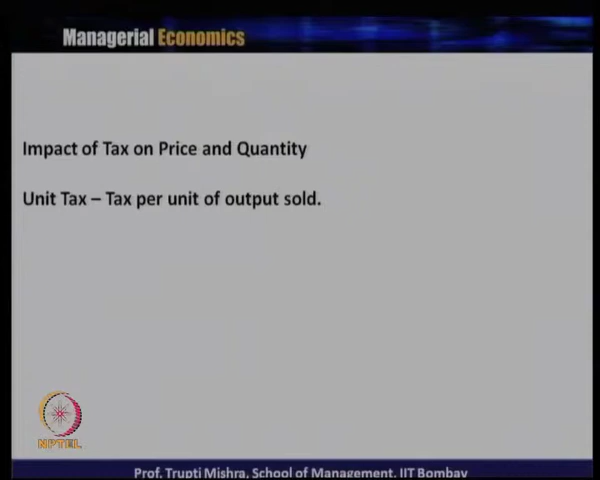 Managerial Economics
Impact of Tax on Price and Quantity
Unit Tax – Tax per unit of output sold.
NPTEL
Prof. Trupti Mishra, School of Management, IIT Bombay